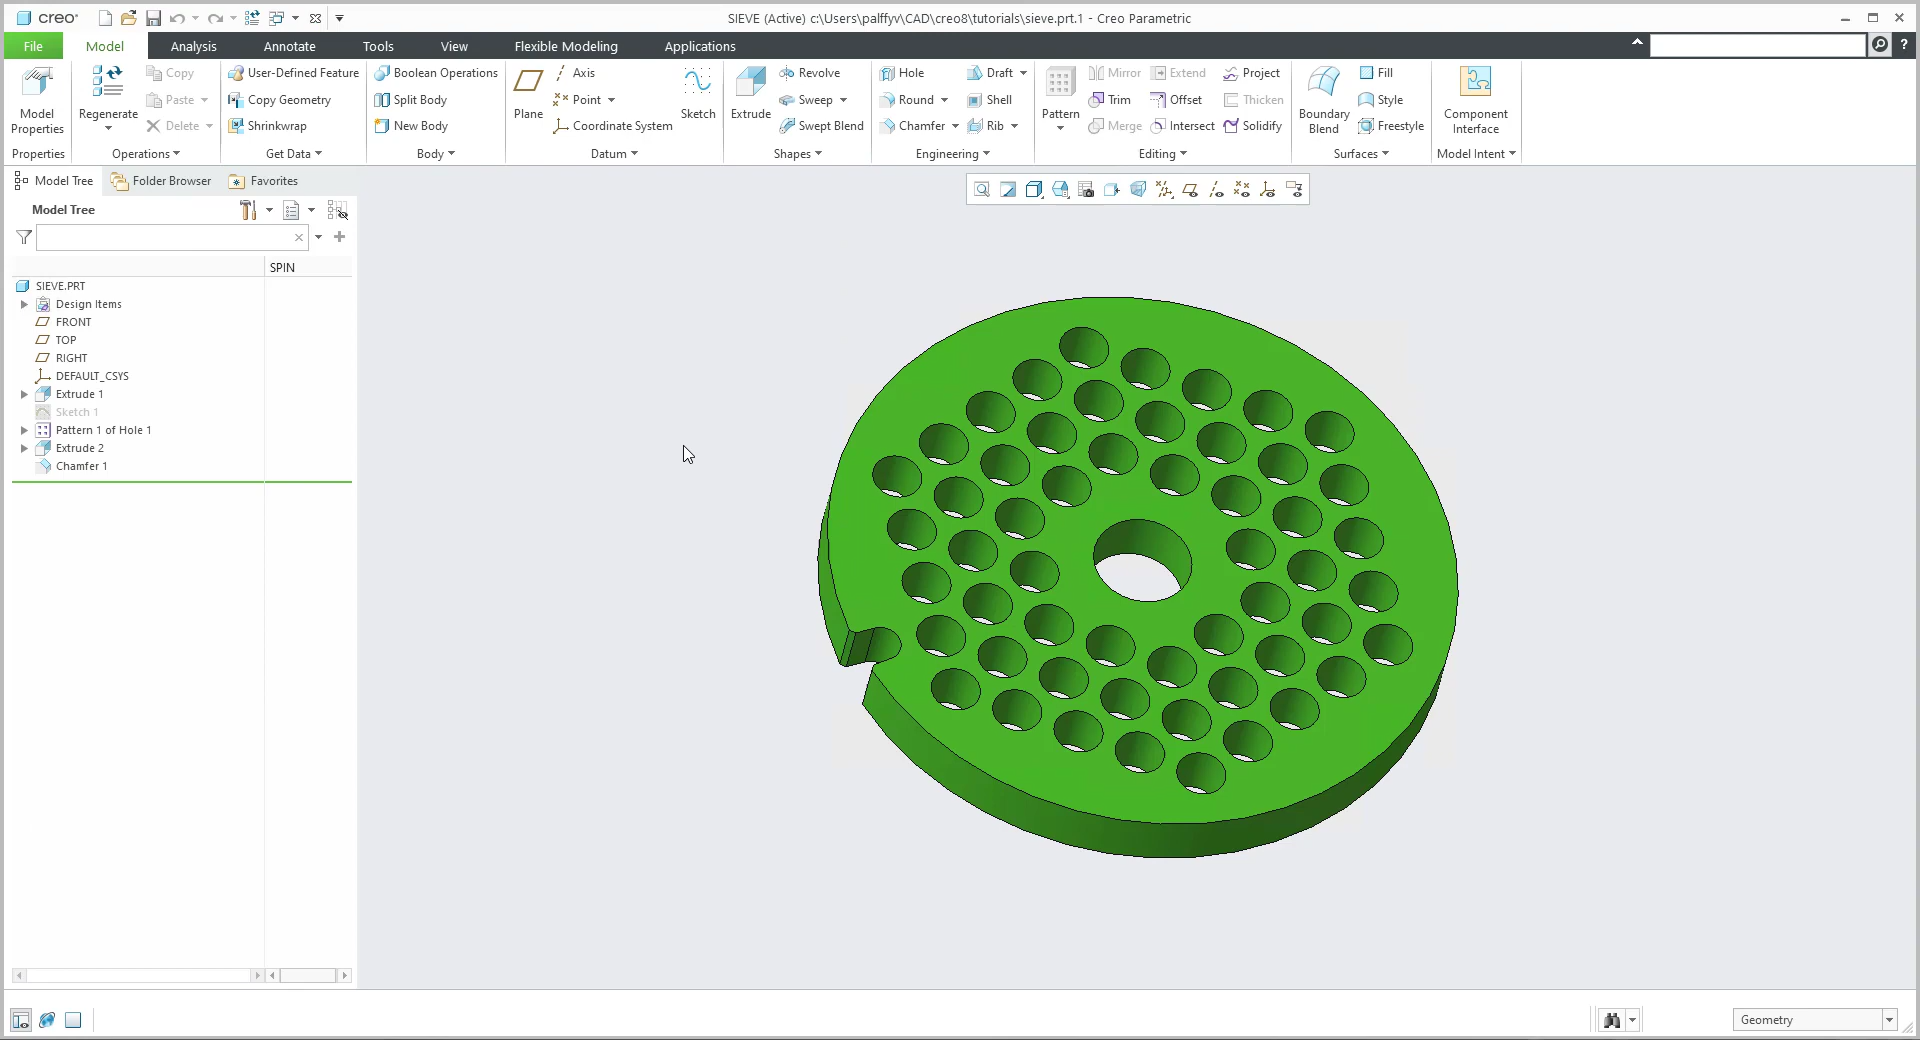 creo SIEVE (Active) c:\Users\palffyv\CAD\creo8\tutorials\sieve.prt.1 - Creo Parametric
File Model Analysis Annotate Tools View Flexible Modeling Applications ?
Model Properties
Properties
Regenerate
Copy
Paste
Delete
Operations
User-Defined Feature
Copy Geometry
Shrinkwrap
Get Data
Boolean Operations
Split Body
New Body
Body
Plane
Axis
Point
Coordinate System
Sketch
Datum
Extrude
Revolve
Sweep
Swept Blend
Shapes
Hole
Round
Chamfer
Draft
Shell
Rib
Engineering
Pattern
Mirror
Trim
Merge
Extend
Offset
Intersect
Project
Thicken
Solidify
Editing
Boundary Blend
Fill
Style
Freestyle
Surfaces
Component Interface
Model Intent
Model Tree Folder Browser Favorites
Model Tree
SPIN
SIEVE.PRT
Design Items
FRONT
TOP
RIGHT
DEFAULT_CSYS
Extrude 1
Sketch 1
Pattern 1 of Hole 1
Extrude 2
Chamfer 1
Geometry